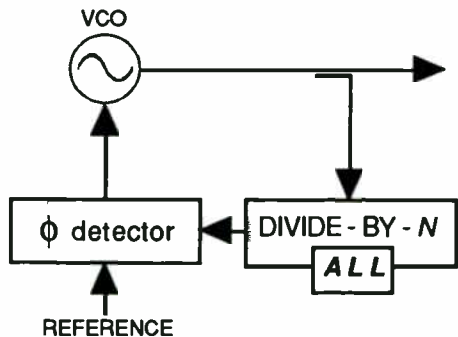 VCO
ϕ detector
DIVIDE - BY - N
ALL
REFERENCE